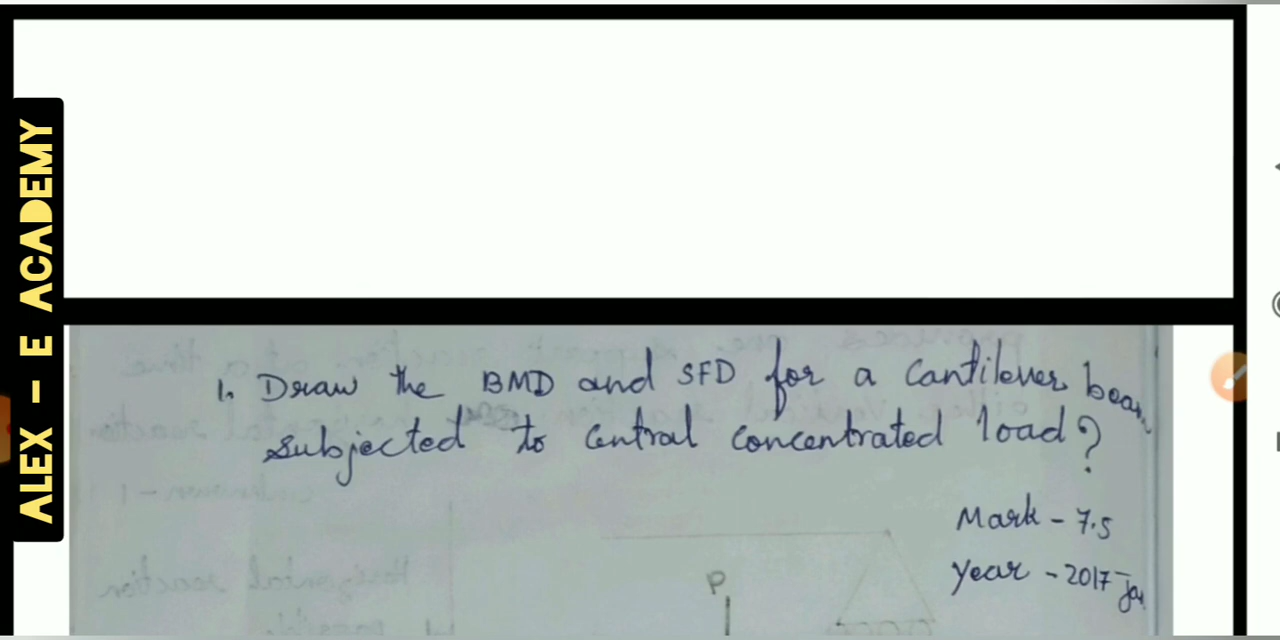 ALEX - E ACADEMY
1. Draw the BMD and SFD for a Cantilever beam
subjected to Central concentrated load?
Mark - 7.5
Year - 2017 Jan
P